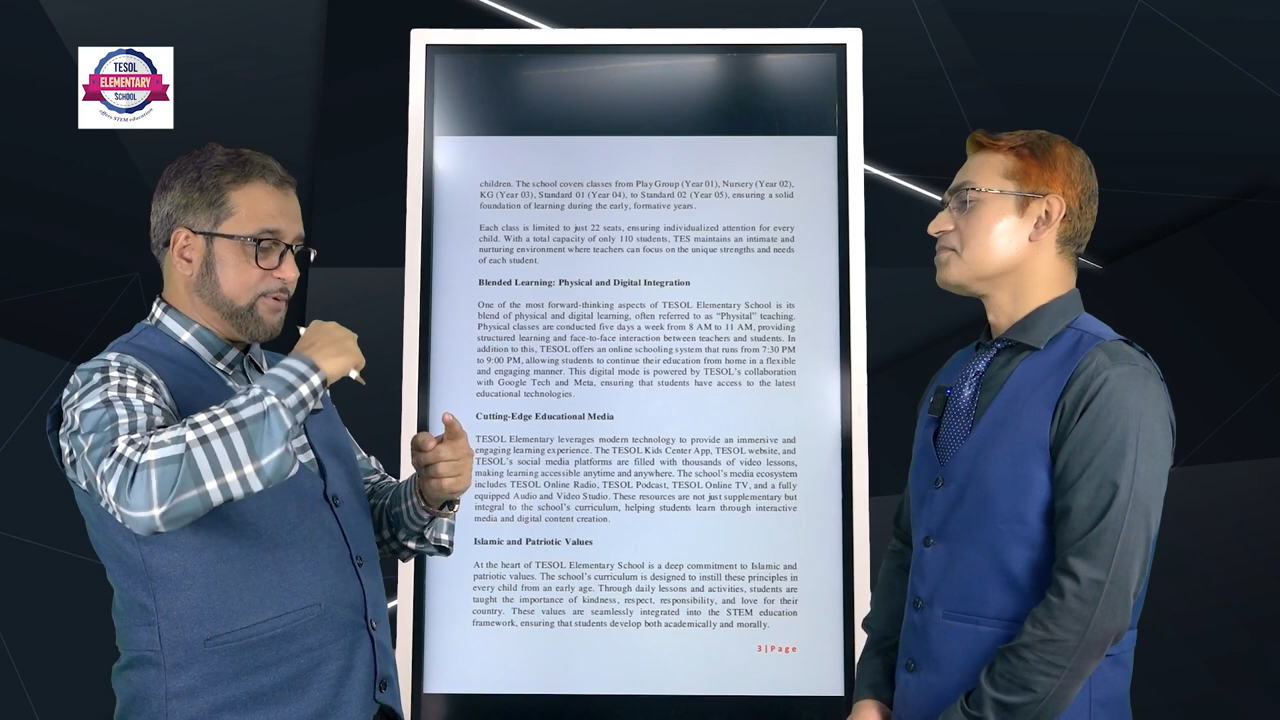 TESOL
ELEMENTARY
SCHOOL
offers STEM education
children. The school covers classes from Play Group (Year 01), Nursery (Year 02),
KG (Year 03), Standard 01 (Year 04), to Standard 02 (Year 05), ensuring a solid
foundation of learning during the early, formative years.
Each class is limited to just 22 seats, ensuring individualized attention for every
child. With a total capacity of only 110 students, TES maintains an intimate and
nurturing environment where teachers can focus on the unique strengths and needs
of each student.
Blended Learning: Physical and Digital Integration
One of the most forward-thinking aspects of TESOL Elementary School is its
blend of physical and digital learning, often referred to as “Physital” teaching.
Physical classes are conducted five days a week from 8 AM to 11 AM, providing
structured learning and face-to-face interaction between teachers and students. In
addition to this, TESOL offers an online schooling system that runs from 7:30 PM
to 9:00 PM, allowing students to continue their education from home in a flexible
and engaging manner. This digital mode is powered by TESOL’s collaboration
with Google Tech and Meta, ensuring that students have access to the latest
educational technologies.
Cutting-Edge Educational Media
TESOL Elementary leverages modern technology to provide an immersive and
engaging learning experience. The TESOL Kids Center App, TESOL website, and
TESOL’s social media platforms are filled with thousands of video lessons,
making learning accessible anytime and anywhere. The school’s media ecosystem
includes TESOL Online Radio, TESOL Podcast, TESOL Online TV, and a fully
equipped Audio and Video Studio. These resources are not just supplementary but
integral to the school’s curriculum, helping students learn through interactive
media and digital content creation.
Islamic and Patriotic Values
At the heart of TESOL Elementary School is a deep commitment to Islamic and
patriotic values. The school’s curriculum is designed to instill these principles in
every child from an early age. Through daily lessons and activities, students are
taught the importance of kindness, respect, responsibility, and love for their
country. These values are seamlessly integrated into the STEM education
framework, ensuring that students develop both academically and morally.
3 | P a g e